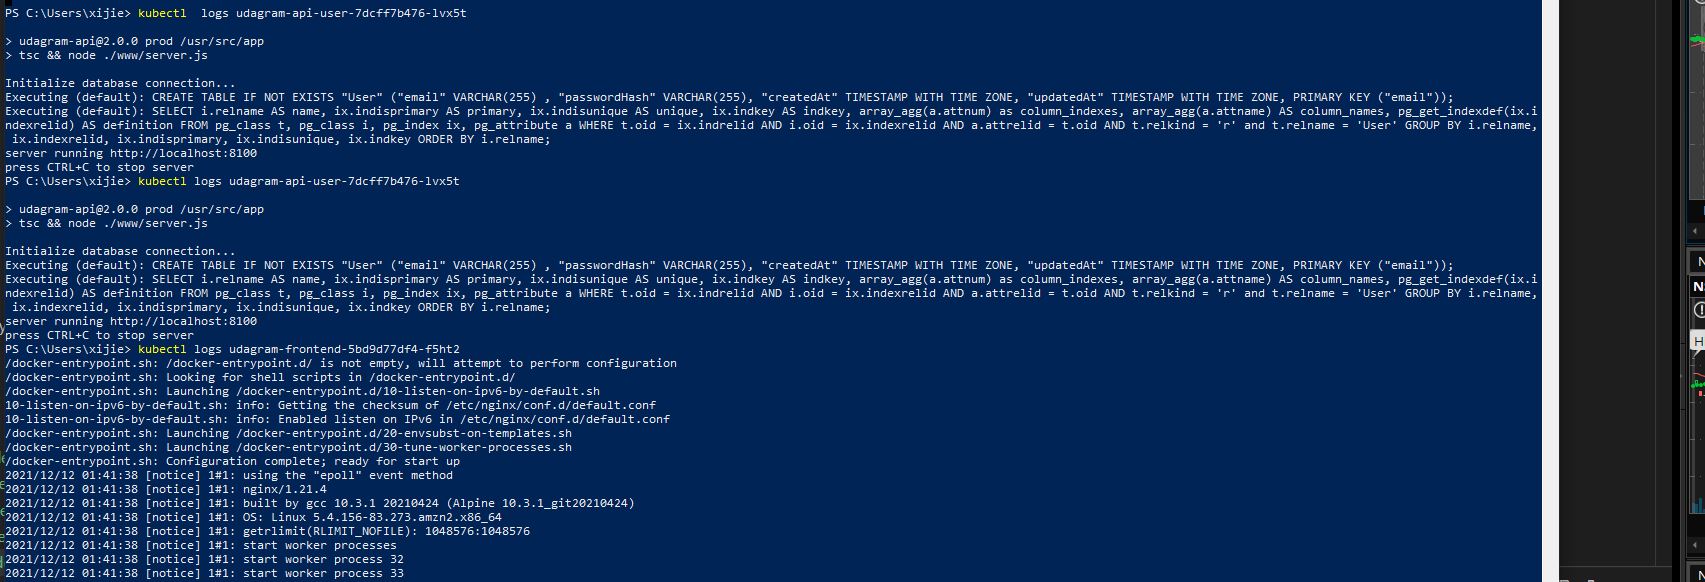 PS C:\Users\xijie> kubectl  logs udagram-api-user-7dcff7b476-lvx5t
> udagram-api@2.0.0 prod /usr/src/app
> tsc && node ./www/server.js
Initialize database connection...
Executing (default): CREATE TABLE IF NOT EXISTS "User" ("email" VARCHAR(255) , "passwordHash" VARCHAR(255), "createdAt" TIMESTAMP WITH TIME ZONE, "updatedAt" TIMESTAMP WITH TIME ZONE, PRIMARY KEY ("email"));
Executing (default): SELECT i.relname AS name, ix.indisprimary AS primary, ix.indisunique AS unique, ix.indkey AS indkey, array_agg(a.attnum) as column_indexes, array_agg(a.attname) AS column_names, pg_get_indexdef(ix.i
ndexrelid) AS definition FROM pg_class t, pg_class i, pg_index ix, pg_attribute a WHERE t.oid = ix.indrelid AND i.oid = ix.indexrelid AND a.attrelid = t.oid AND t.relkind = 'r' and t.relname = 'User' GROUP BY i.relname,
 ix.indexrelid, ix.indisprimary, ix.indisunique, ix.indkey ORDER BY i.relname;
server running http://localhost:8100
press CTRL+C to stop server
PS C:\Users\xijie> kubectl logs udagram-api-user-7dcff7b476-lvx5t
> udagram-api@2.0.0 prod /usr/src/app
> tsc && node ./www/server.js
Initialize database connection...
Executing (default): CREATE TABLE IF NOT EXISTS "User" ("email" VARCHAR(255) , "passwordHash" VARCHAR(255), "createdAt" TIMESTAMP WITH TIME ZONE, "updatedAt" TIMESTAMP WITH TIME ZONE, PRIMARY KEY ("email"));
Executing (default): SELECT i.relname AS name, ix.indisprimary AS primary, ix.indisunique AS unique, ix.indkey AS indkey, array_agg(a.attnum) as column_indexes, array_agg(a.attname) AS column_names, pg_get_indexdef(ix.i
ndexrelid) AS definition FROM pg_class t, pg_class i, pg_index ix, pg_attribute a WHERE t.oid = ix.indrelid AND i.oid = ix.indexrelid AND a.attrelid = t.oid AND t.relkind = 'r' and t.relname = 'User' GROUP BY i.relname,
 ix.indexrelid, ix.indisprimary, ix.indisunique, ix.indkey ORDER BY i.relname;
server running http://localhost:8100
press CTRL+C to stop server
PS C:\Users\xijie> kubectl logs udagram-frontend-5bd9d77df4-f5ht2
/docker-entrypoint.sh: /docker-entrypoint.d/ is not empty, will attempt to perform configuration
/docker-entrypoint.sh: Looking for shell scripts in /docker-entrypoint.d/
/docker-entrypoint.sh: Launching /docker-entrypoint.d/10-listen-on-ipv6-by-default.sh
10-listen-on-ipv6-by-default.sh: info: Getting the checksum of /etc/nginx/conf.d/default.conf
10-listen-on-ipv6-by-default.sh: info: Enabled listen on IPv6 in /etc/nginx/conf.d/default.conf
/docker-entrypoint.sh: Launching /docker-entrypoint.d/20-envsubst-on-templates.sh
/docker-entrypoint.sh: Launching /docker-entrypoint.d/30-tune-worker-processes.sh
/docker-entrypoint.sh: Configuration complete; ready for start up
2021/12/12 01:41:38 [notice] 1#1: using the "epoll" event method
2021/12/12 01:41:38 [notice] 1#1: nginx/1.21.4
2021/12/12 01:41:38 [notice] 1#1: built by gcc 10.3.1 20210424 (Alpine 10.3.1_git20210424)
2021/12/12 01:41:38 [notice] 1#1: OS: Linux 5.4.156-83.273.amzn2.x86_64
2021/12/12 01:41:38 [notice] 1#1: getrlimit(RLIMIT_NOFILE): 1048576:1048576
2021/12/12 01:41:38 [notice] 1#1: start worker processes
2021/12/12 01:41:38 [notice] 1#1: start worker process 32
2021/12/12 01:41:38 [notice] 1#1: start worker process 33